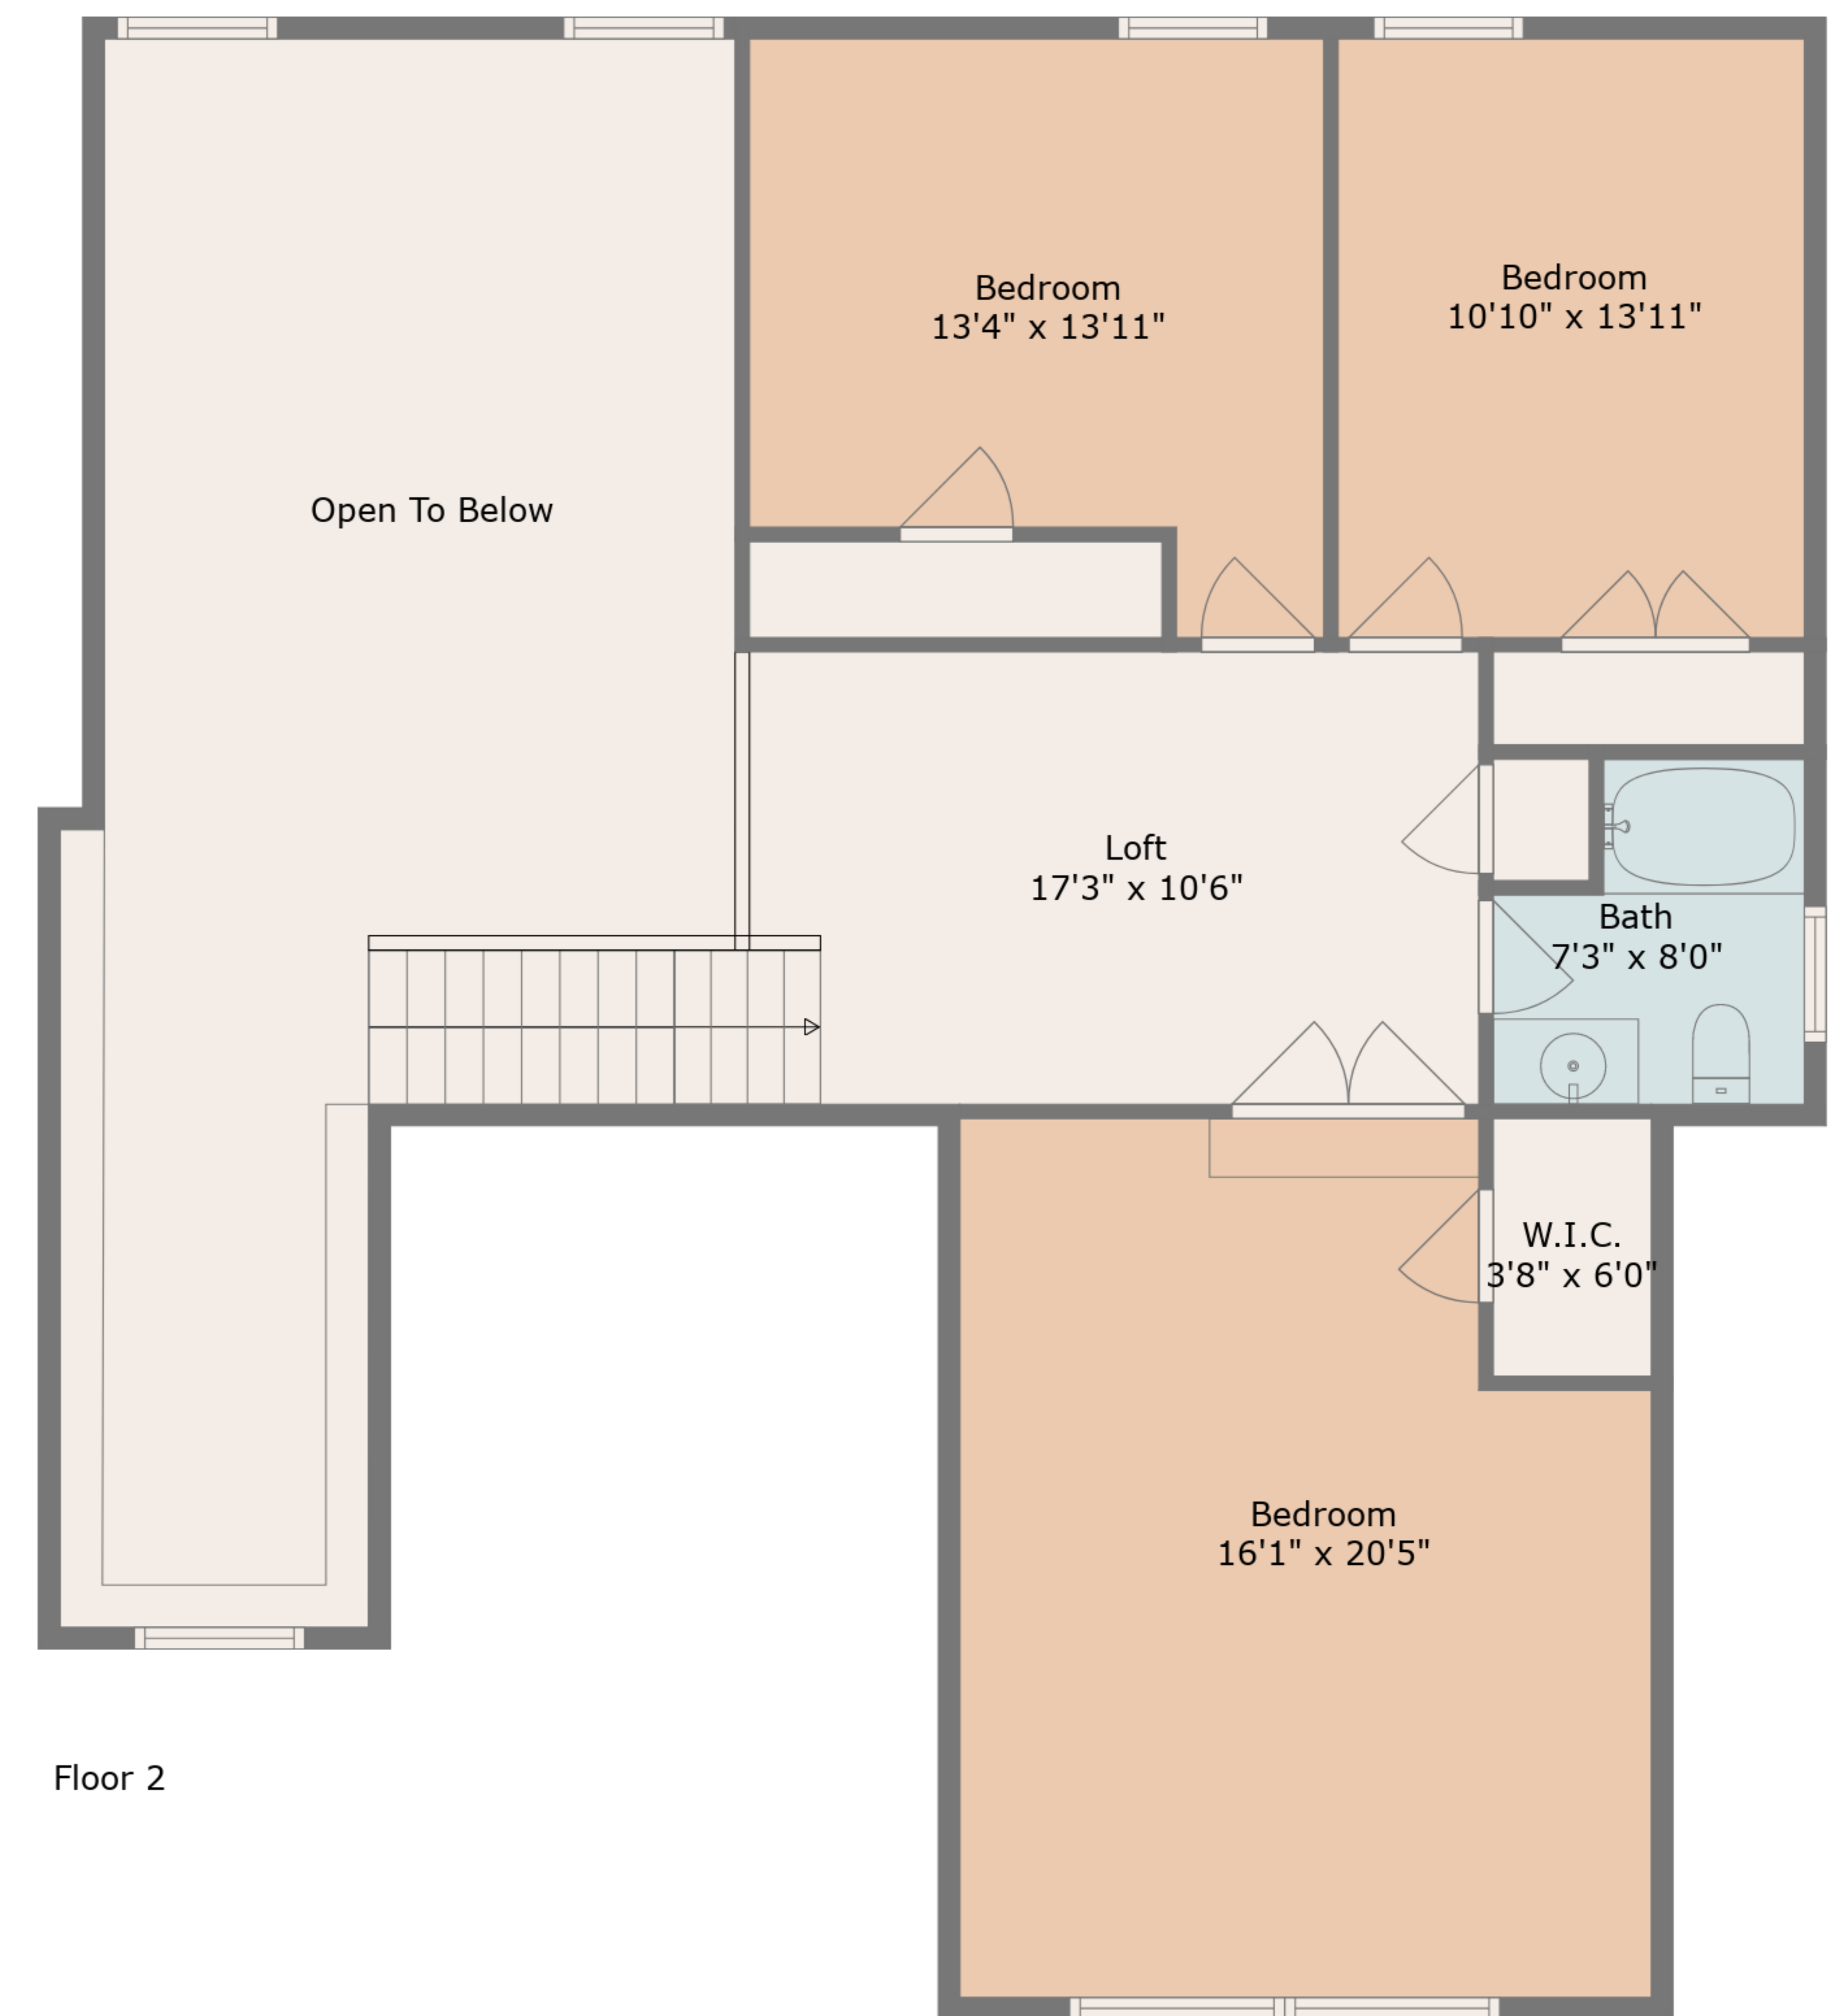 Bedroom
13'4" x 13'11"
Bedroom
10'10" x 13'11"
Open To Below
Loft
17'3" x 10'6"
Bath
7'3" x 8'0"
W.I.C.
3'8" x 6'0"
Bedroom
16'1" x 20'5"
Floor 2